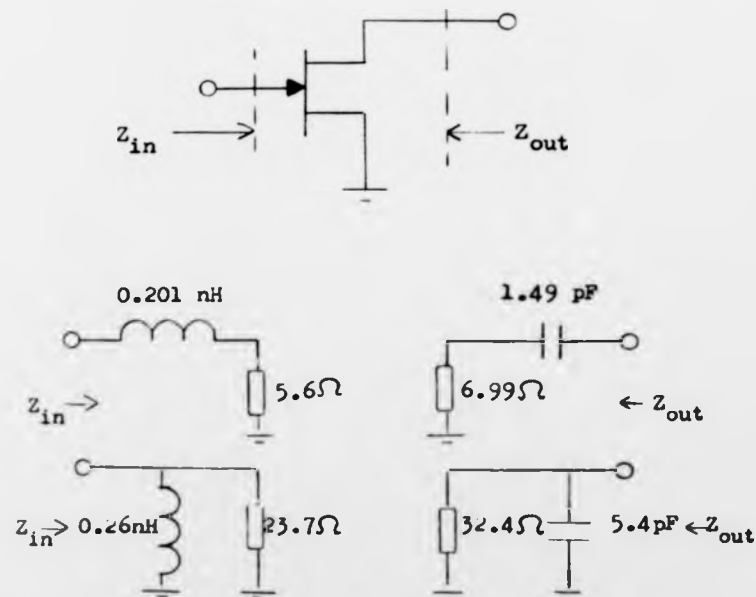 Z_in Z_out
0.201 nH 1.49 pF
5.6Ω 6.99Ω
Z_in Z_out
Z_in 0.26nH 23.7Ω 32.4Ω 5.4pF Z_out